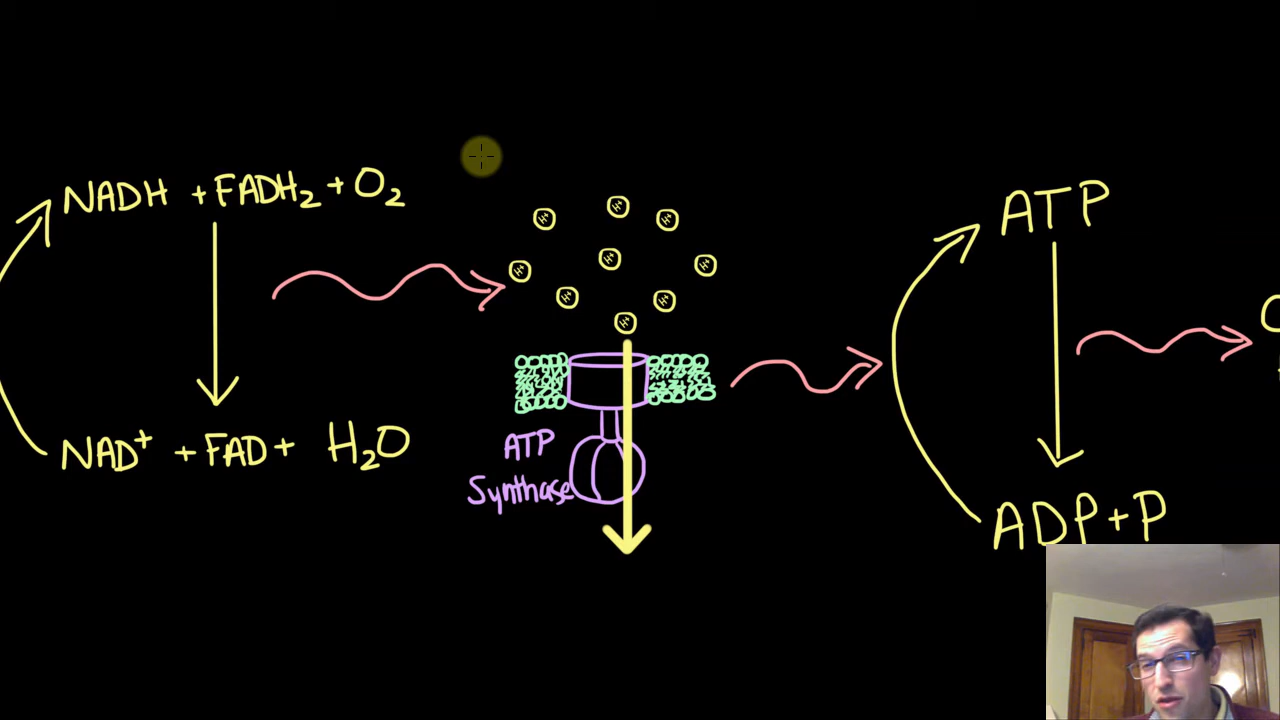 NADH + FADH₂ + O₂
H⁺
H⁺
H⁺
H⁺
H⁺
H⁺
H⁺
H⁺
H⁺
NAD⁺ + FAD + H₂O
ATP
Synthase
ATP
ADP + P